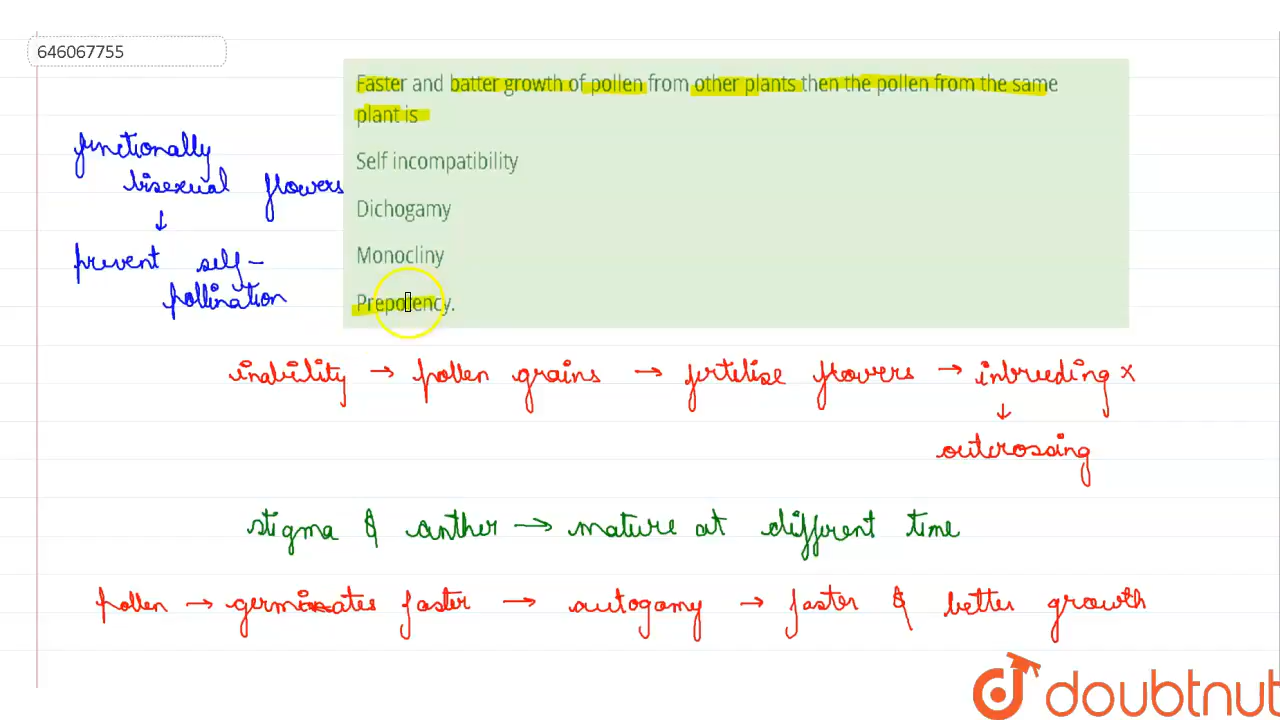 646067755
Faster and batter growth of pollen from other plants then the pollen from the same
plant is
Self incompatibility
Dichogamy
Monocliny
Prepotency.
functionally
bisexual flowers
↓
prevent self-
pollination
inability → pollen grains → fertelise flowers → inbreeding x
↓
outcrossing
stigma & anther → mature at different time
pollen → germinates faster → autogamy → faster & better growth
doubtnut